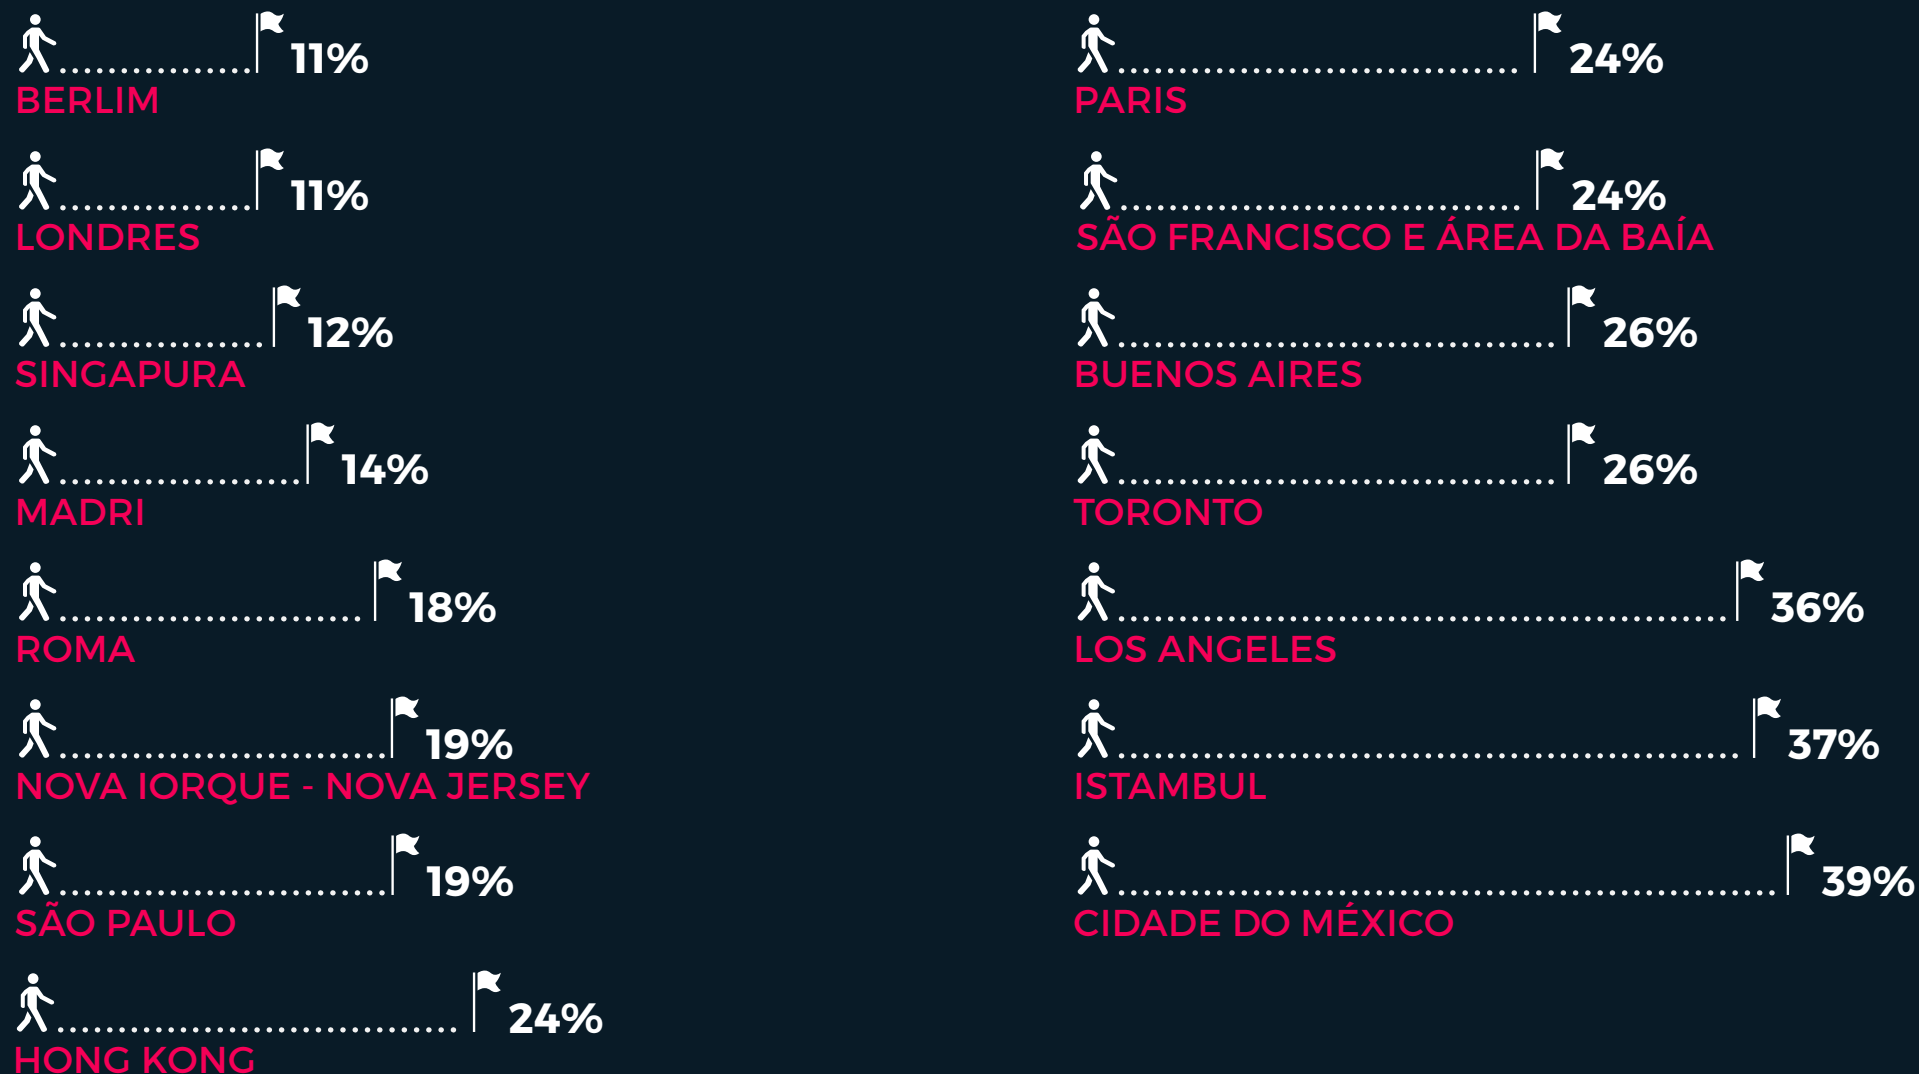 11%
BERLIM
11%
LONDRES
12%
SINGAPURA
14%
MADRI
18%
ROMA
19%
NOVA IORQUE - NOVA JERSEY
19%
SÃO PAULO
24%
HONG KONG
24%
PARIS
24%
SÃO FRANCISCO E ÁREA DA BAÍA
26%
BUENOS AIRES
26%
TORONTO
36%
LOS ANGELES
37%
ISTAMBUL
39%
CIDADE DO MÉXICO